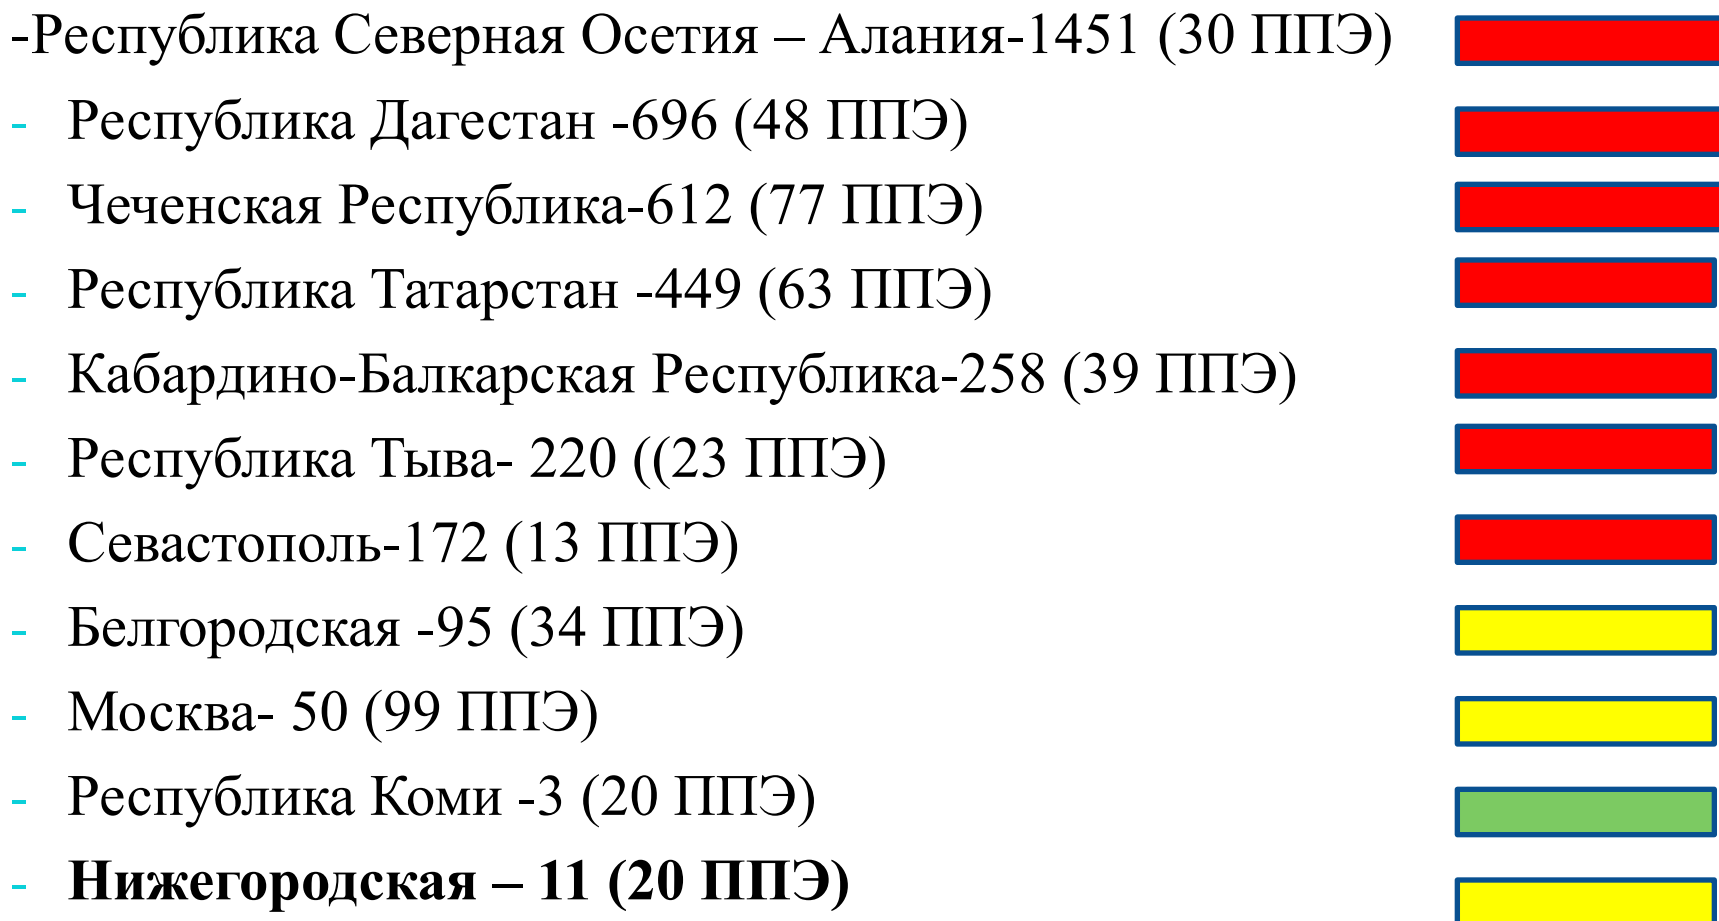 -Республика Северная Осетия – Алания-1451 (30 ППЭ)
- Республика Дагестан -696 (48 ППЭ)
- Чеченская Республика-612 (77 ППЭ)
- Республика Татарстан -449 (63 ППЭ)
- Кабардино-Балкарская Республика-258 (39 ППЭ)
- Республика Тыва- 220 ((23 ППЭ)
- Севастополь-172 (13 ППЭ)
- Белгородская -95 (34 ППЭ)
- Москва- 50 (99 ППЭ)
- Республика Коми -3 (20 ППЭ)
- Нижегородская – 11 (20 ППЭ)